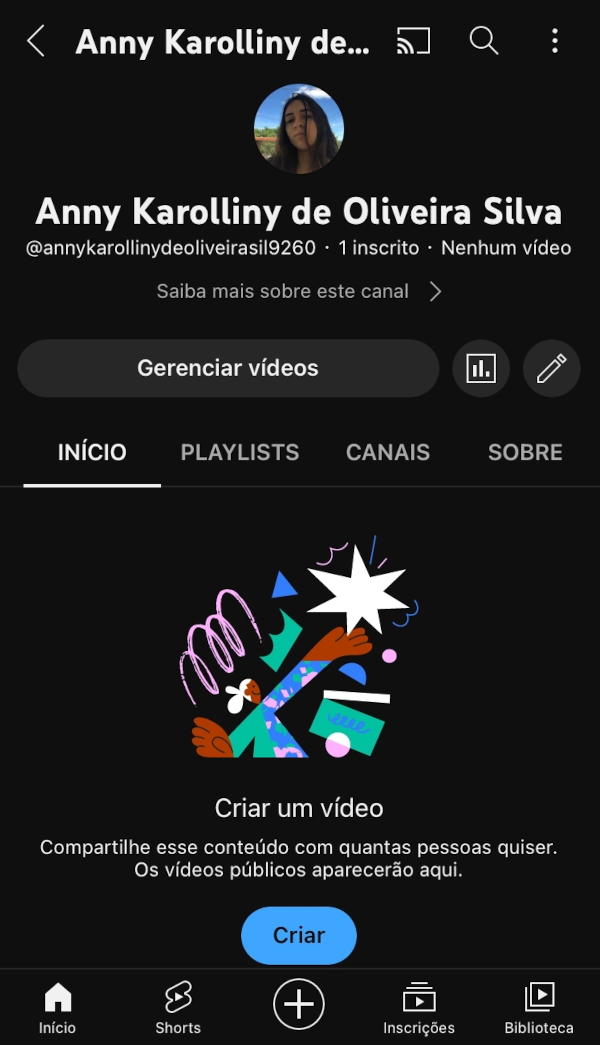 Anny Karolliny de...
Anny Karolliny de Oliveira Silva
@annykarollinydeoliveirasil9260 · 1 inscrito · Nenhum vídeo
Saiba mais sobre este canal
Gerenciar vídeos
INÍCIO PLAYLISTS CANAIS SOBRE
Criar um vídeo
Compartilhe esse conteúdo com quantas pessoas quiser.
Os vídeos públicos aparecerão aqui.
Criar
Início Shorts Inscrições Biblioteca